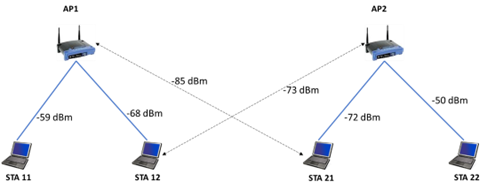 AP1
AP2
-85 dBm
-73 dBm
-59 dBm
-68 dBm
-72 dBm
-50 dBm
STA 11
STA 12
STA 21
STA 22